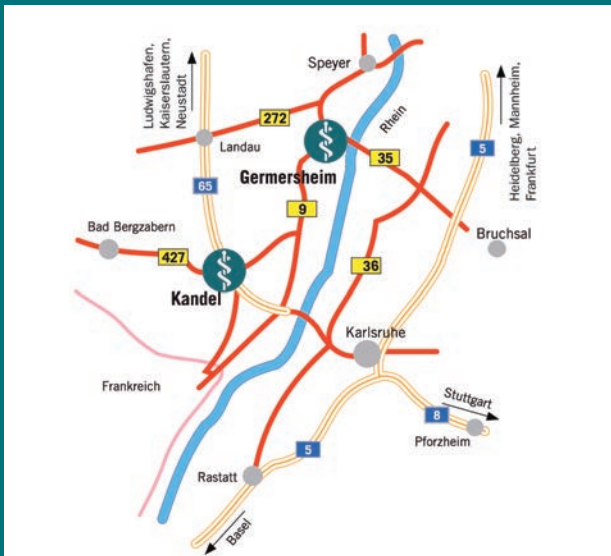 Ludwigshafen,
Kaiserslautern,
Neustadt
Speyer
Heidelberg, Mannheim,
Frankfurt
272
Rhein
Landau
35
5
Germersheim
65
9
Bad Bergzabern
Bruchsal
427
36
Kandel
Karlsruhe
Frankreich
Stuttgart
8
Pforzheim
5
Rastatt
Basel